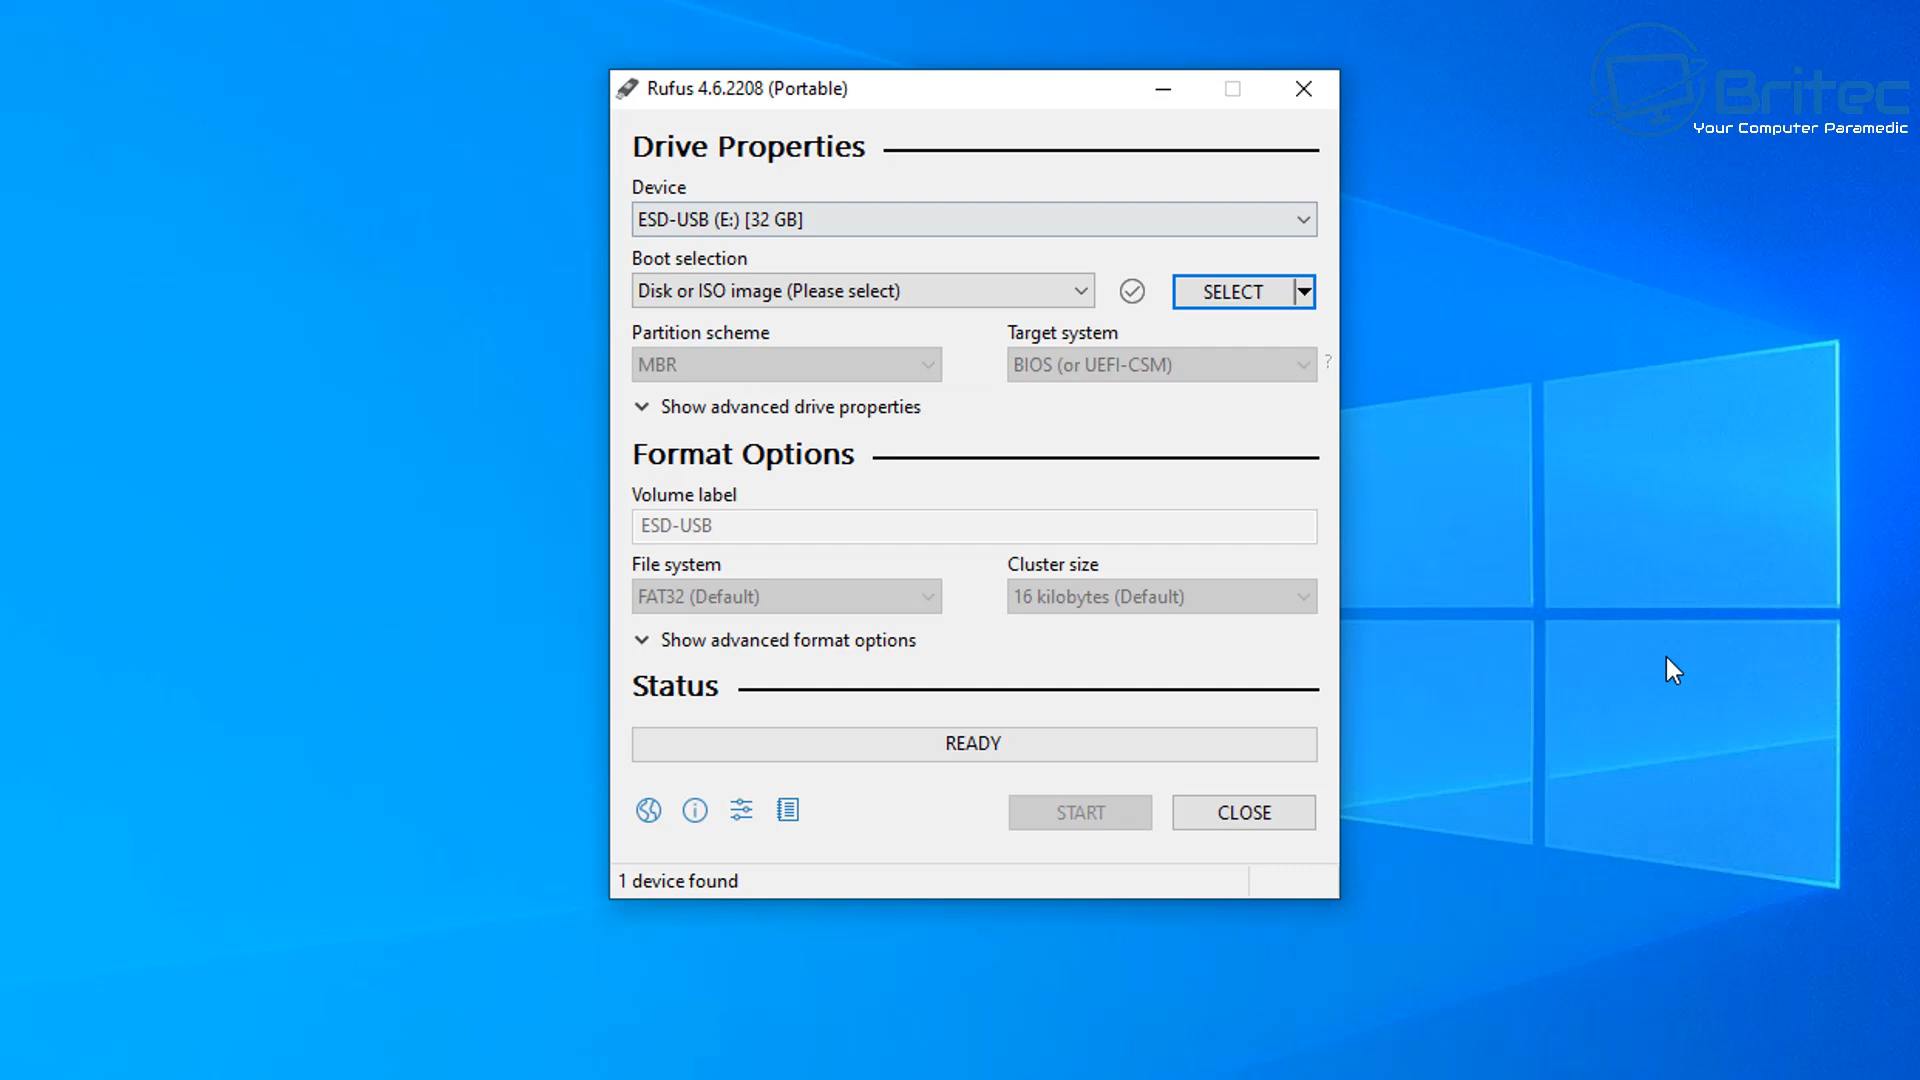 Rufus 4.6.2208 (Portable)
Britec
Your Computer Paramedic
Drive Properties
Device
ESD-USB (E:) [32 GB]
Boot selection
Disk or ISO image (Please select)
SELECT
Partition scheme
Target system
MBR
BIOS (or UEFI-CSM)
?
Show advanced drive properties
Format Options
Volume label
ESD-USB
File system
Cluster size
FAT32 (Default)
16 kilobytes (Default)
Show advanced format options
Status
READY
START
CLOSE
1 device found